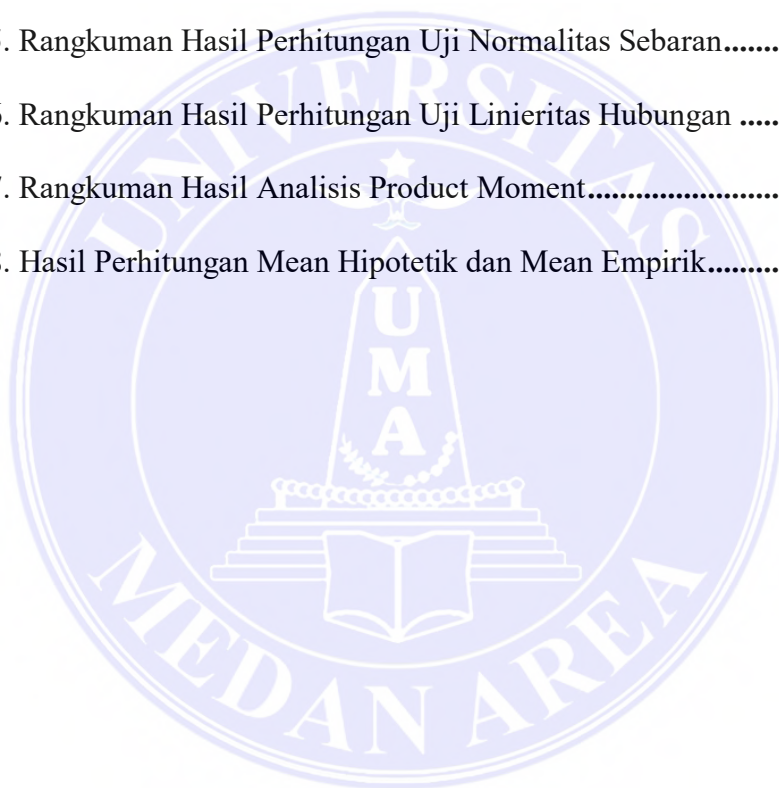 . Rangkuman Hasil Perhitungan Uji Normalitas Sebaran.......
. Rangkuman Hasil Perhitungan Uji Linieritas Hubungan .....
. Rangkuman Hasil Analisis Product Moment.......................
. Hasil Perhitungan Mean Hipotetik dan Mean Empirik.........
UNIVERSITAS
UMA
MEDAN AREA